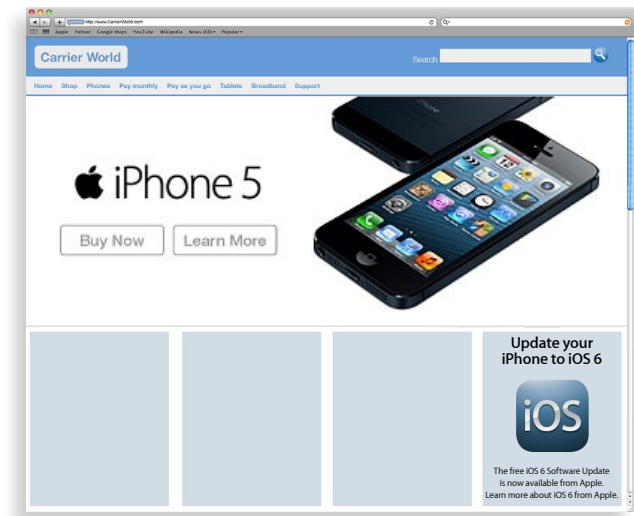 http://www.CarrierWorld.com
Apple Yahoo! Google Maps YouTube Wikipedia News (68) Popular
Carrier World
Search
Home Shop Phones Pay monthly Pay as you go Tablets Broadband Support
iPhone
iPhone 5
Buy Now Learn More
Update your
iPhone to iOS 6
iOS
The free iOS 6 Software Update
is now available from Apple.
Learn more about iOS 6 from Apple.